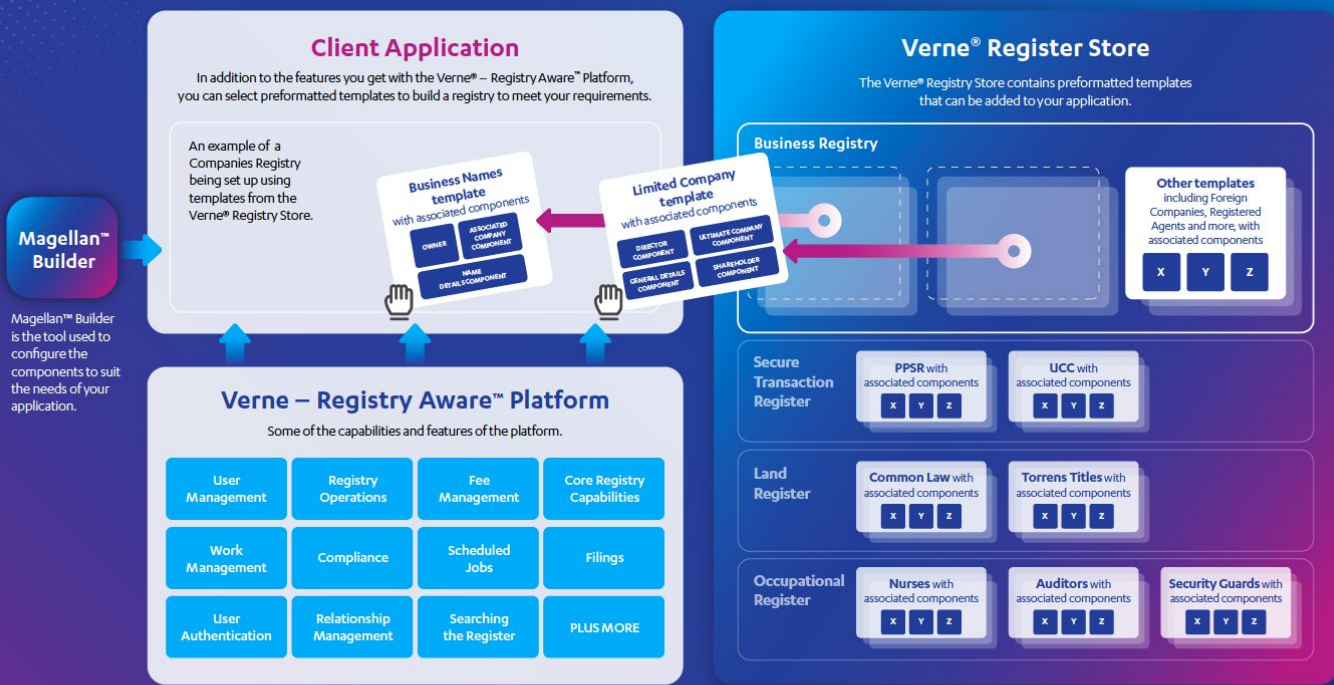 Client Application
In addition to the features you get with the Verne® – Registry Aware™ Platform,
you can select preformatted templates to build a registry to meet your requirements.
An example of a
Companies Registry
being set up using
templates from the
Verne® Registry Store.
Business Names
template
with associated components
OWNER
ASSOCIATED
COMPANY
COMPONENT
NAME
DETAILS COMPONENT
Limited Company
template
with associated components
DIRECTOR
COMPONENT
ULTIMATE COMPANY
COMPONENT
GENERAL DETAILS
COMPONENT
SHAREHOLDER
COMPONENT
Magellan™
Builder
Magellan™ Builder
is the tool used to
configure the
components to suit
the needs of your
application.
Verne – Registry Aware™ Platform
Some of the capabilities and features of the platform.
User
Management
Registry
Operations
Fee
Management
Core Registry
Capabilities
Work
Management
Compliance
Scheduled
Jobs
Filings
User
Authentication
Relationship
Management
Searching
the Register
PLUS MORE
Verne® Register Store
The Verne® Registry Store contains preformatted templates
that can be added to your application.
Business Registry
Other templates
including Foreign
Companies, Registered
Agents and more, with
associated components
X Y Z
Secure
Transaction
Register
PPSR with
associated components
X Y Z
UCC with
associated components
X Y Z
Land
Register
Common Law with
associated components
X Y Z
Torrens Titles with
associated components
X Y Z
Occupational
Register
Nurses with
associated components
X Y Z
Auditors with
associated components
X Y Z
Security Guards with
associated components
X Y Z